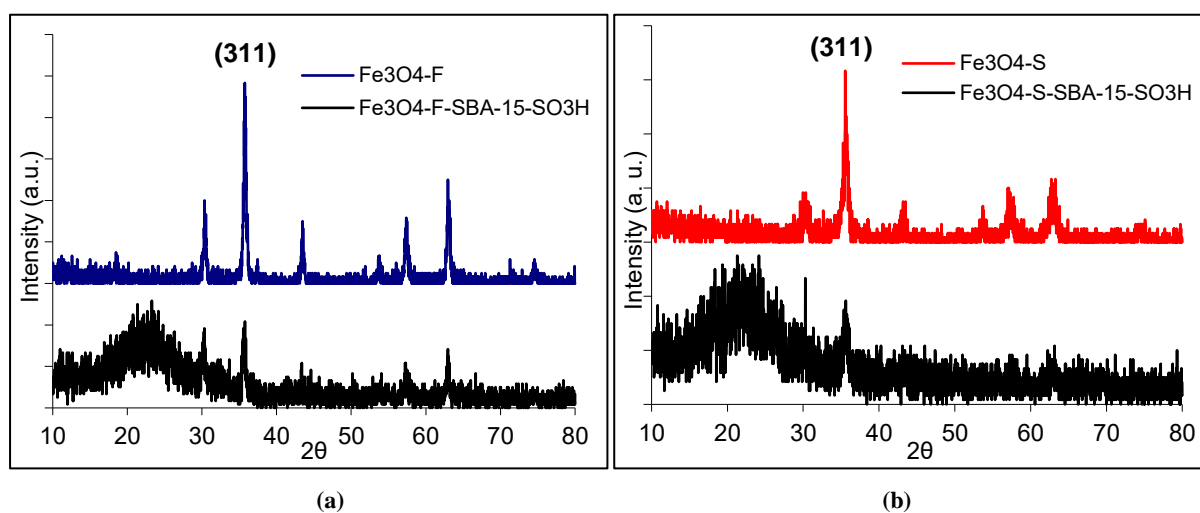 (311)
Fe3O4-F
Fe3O4-F-SBA-15-SO3H
Intensity (a.u.)
10 20 30 40 50 60 70 80
2θ
(a)
(311)
Fe3O4-S
Fe3O4-S-SBA-15-SO3H
Intensity (a. u.)
10 20 30 40 50 60 70 80
2θ
(b)